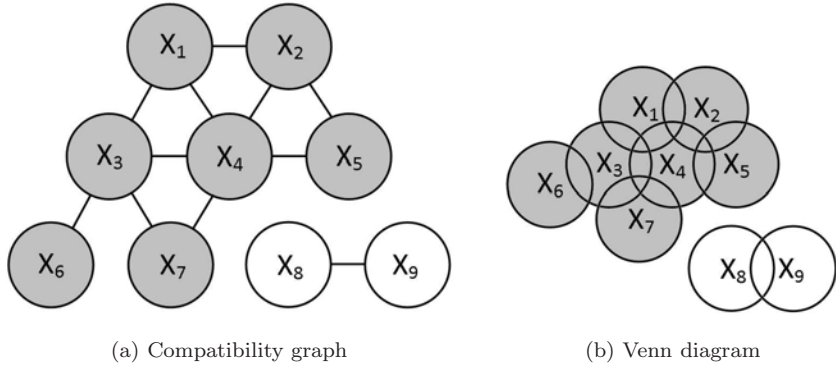 X₁ X₂
X₃ X₄ X₅
X₆ X₇ X₈ X₉
(a) Compatibility graph
X₁ X₂
X₃ X₄ X₅
X₆
X₇
X₈ X₉
(b) Venn diagram